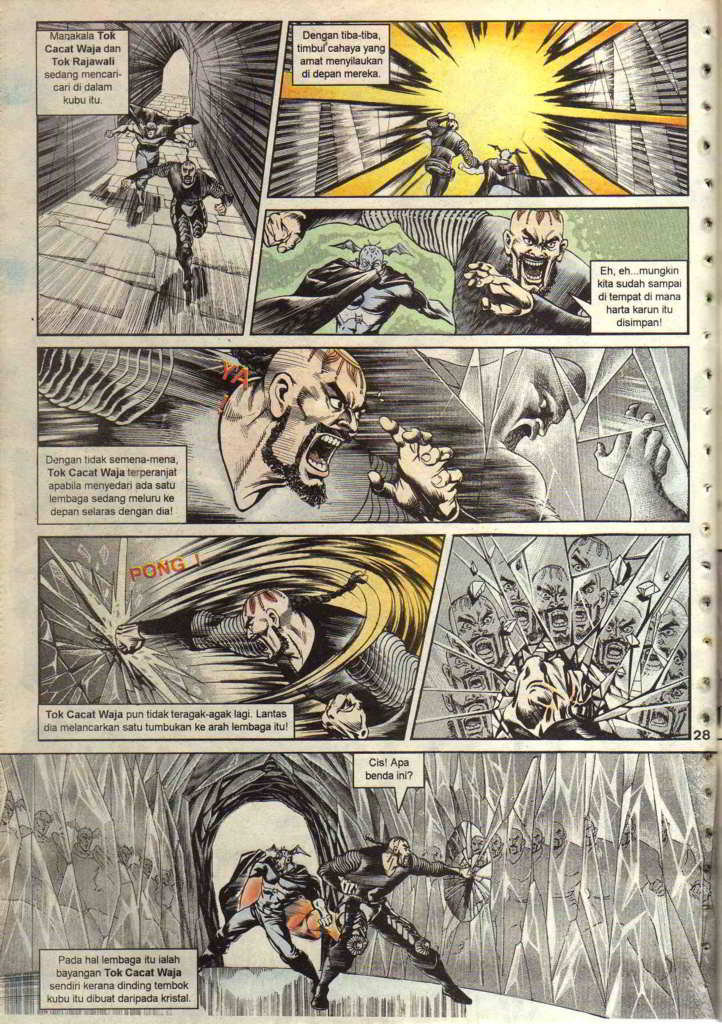 Manakala Tok
Cacat Waja dan
Tok Rajawali
sedang mencari-
cari di dalam
kubu itu.
Dengan tiba-tiba,
timbul cahaya yang
amat menyilaukan
di depan mereka.
Eh, eh...mungkin
kita sudah sampai
di tempat di mana
harta karun itu
disimpan!
YA
!
Dengan tidak semena-mena,
Tok Cacat Waja terperanjat
apabila menyedari ada satu
lembaga sedang meluru ke
depan selaras dengan dia!
PONG !
Tok Cacat Waja pun tidak teragak-agak lagi. Lantas
dia melancarkan satu tumbukan ke arah lembaga itu!
28
Cis! Apa
benda ini?
Pada hal lembaga itu ialah
bayangan Tok Cacat Waja
sendiri kerana dinding tembok
kubu itu dibuat daripada kristal.